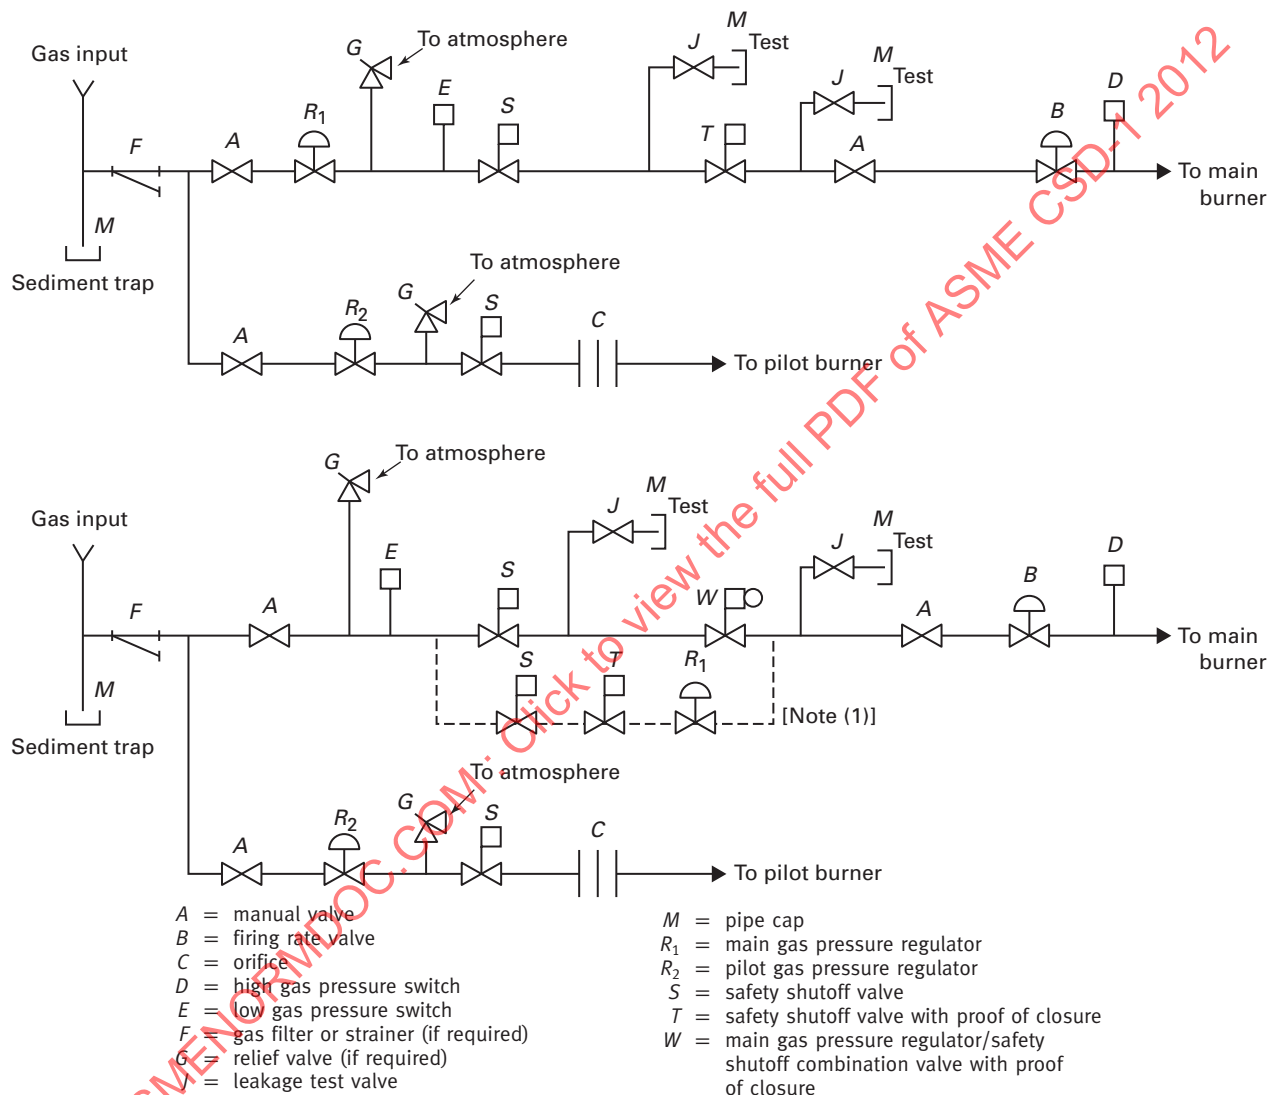 M
G
To atmosphere
J
Test
M
Gas input
J
Test
E
S
D
R1
B
F
A
T
A
To main
burner
M
Sediment trap
To atmosphere
G
S
R2
C
A
To pilot burner
G
To atmosphere
M
Gas input
J
Test
M
J
Test
E
S
D
W
B
F
A
A
To main
burner
S
T
R1
M
[Note (1)]
Sediment trap
To atmosphere
G
S
R2
C
A
To pilot burner
A = manual valve
B = firing rate valve
C = orifice
D = high gas pressure switch
E = low gas pressure switch
F = gas filter or strainer (if required)
G = relief valve (if required)
J = leakage test valve
M = pipe cap
R1 = main gas pressure regulator
R2 = pilot gas pressure regulator
S = safety shutoff valve
T = safety shutoff valve with proof of closure
W = main gas pressure regulator/safety
shutoff combination valve with proof
of closure
SMENORMDOC.COM : Click to view the full PDF of ASME CSD-1 2012